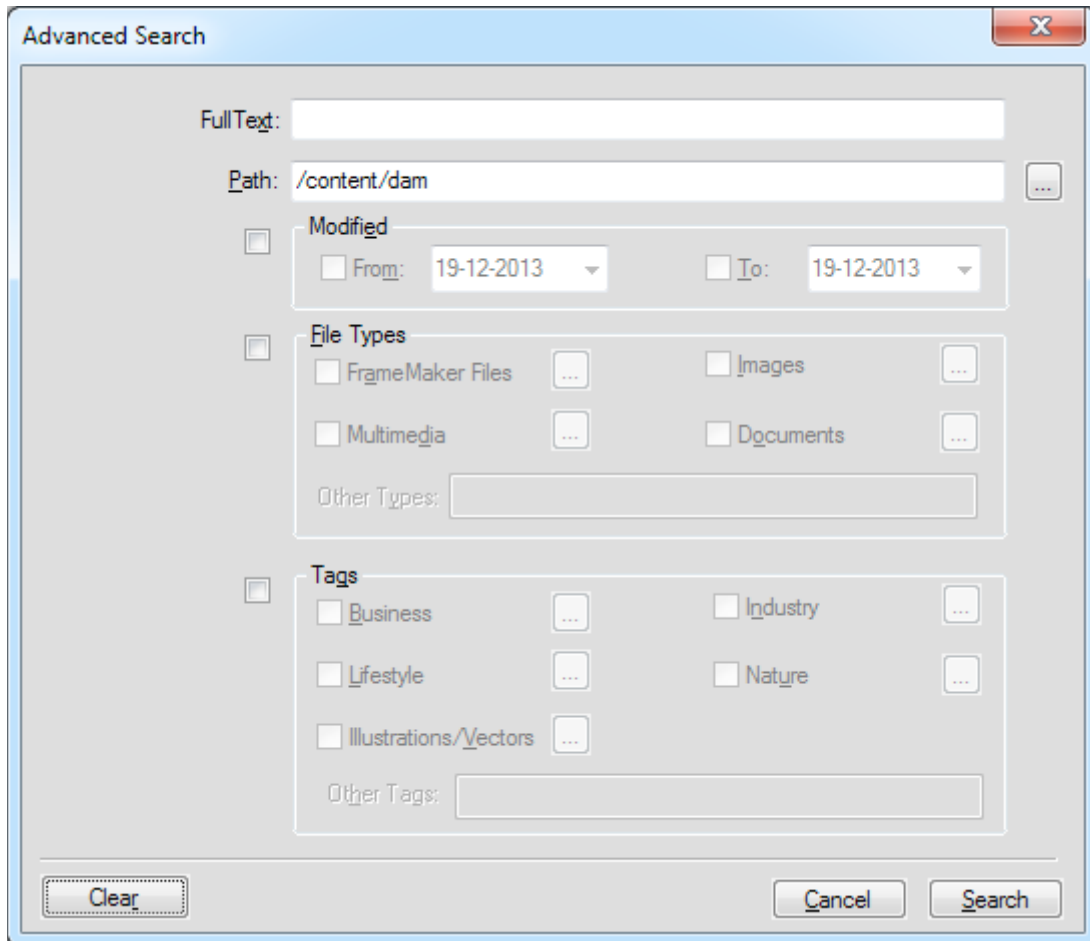 Advanced Search
FullText:
Path: /content/dam ...
Modified
From: 19-12-2013 To: 19-12-2013
File Types
FrameMaker Files ... Images ...
Multimedia ... Documents ...
Other Types:
Tags
Business ... Industry ...
Lifestyle ... Nature ...
Illustrations/Vectors ...
Other Tags:
Clear Cancel Search